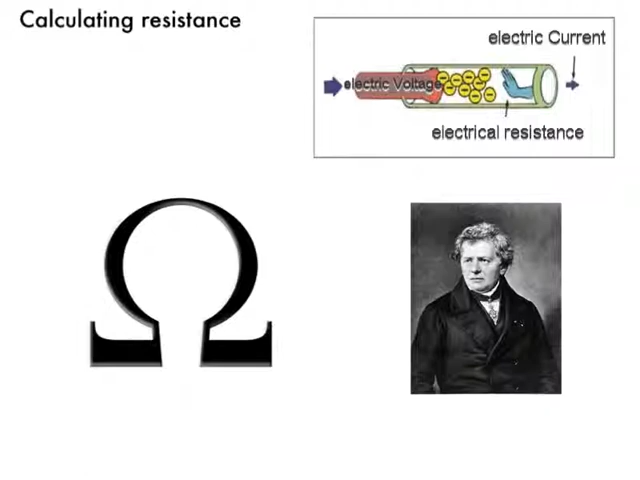 Calculating resistance
electric Current
electric Voltage
electrical resistance
Ω